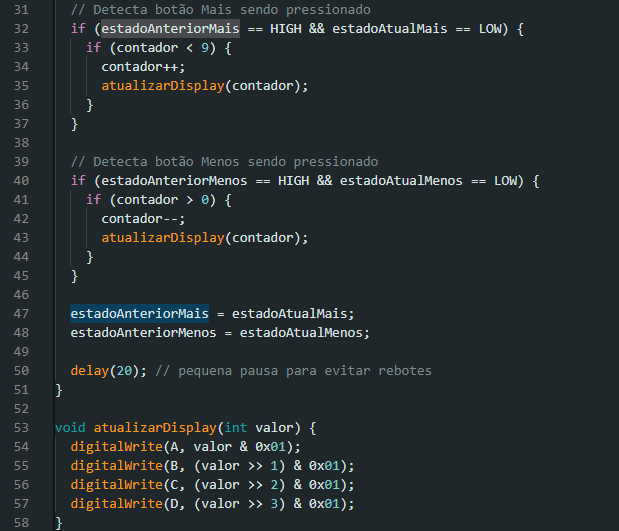 31 // Detecta botão Mais sendo pressionado
32 if (estadoAnteriorMais == HIGH && estadoAtualMais == LOW) {
33 if (contador < 9) {
34 contador++;
35 atualizarDisplay(contador);
36 }
37 }
38
39 // Detecta botão Menos sendo pressionado
40 if (estadoAnteriorMenos == HIGH && estadoAtualMenos == LOW) {
41 if (contador > 0) {
42 contador--;
43 atualizarDisplay(contador);
44 }
45 }
46
47 estadoAnteriorMais = estadoAtualMais;
48 estadoAnteriorMenos = estadoAtualMenos;
49
50 delay(20); // pequena pausa para evitar rebotes
51 }
52
53 void atualizarDisplay(int valor) {
54 digitalWrite(A, valor & 0x01);
55 digitalWrite(B, (valor >> 1) & 0x01);
56 digitalWrite(C, (valor >> 2) & 0x01);
57 digitalWrite(D, (valor >> 3) & 0x01);
58 }